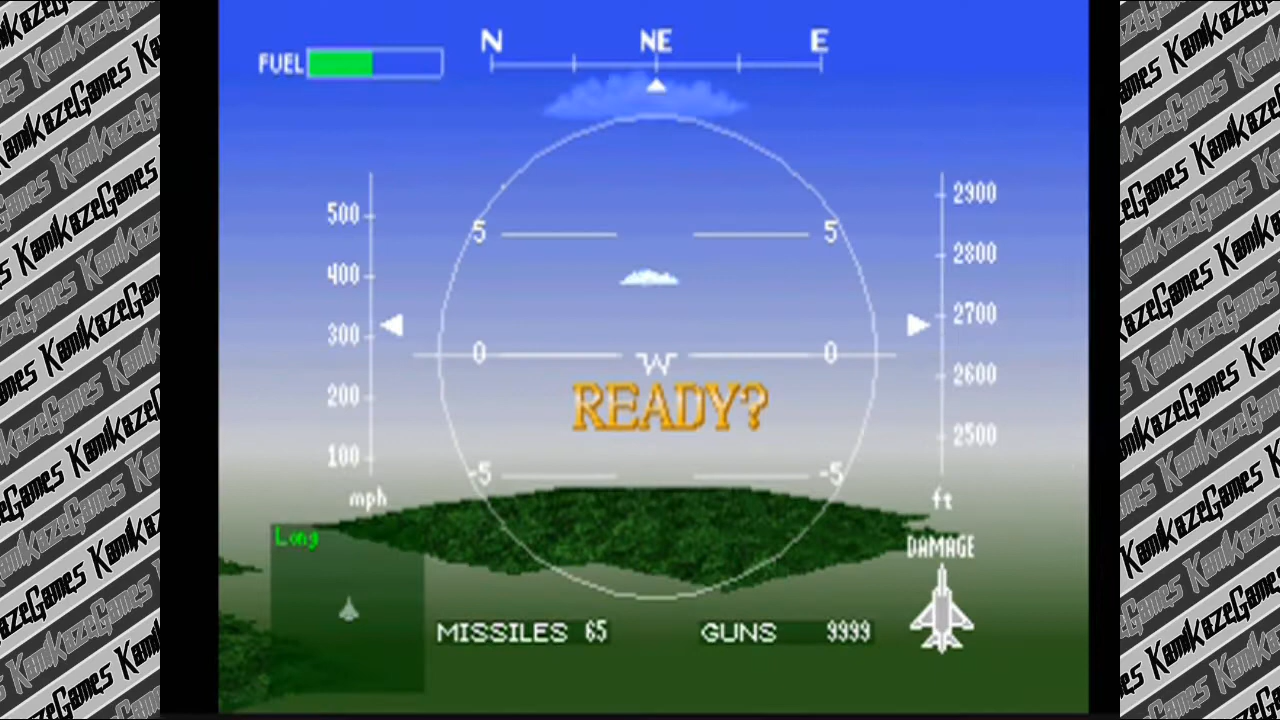 N NE E
FUEL
500
400
300
200
100
mph
2900
2800
2700
2600
2500
ft
5 5
0 0
-5 -5
W
READY?
Long
DAMAGE
MISSILES 65 GUNS 9999
KamikazeGames